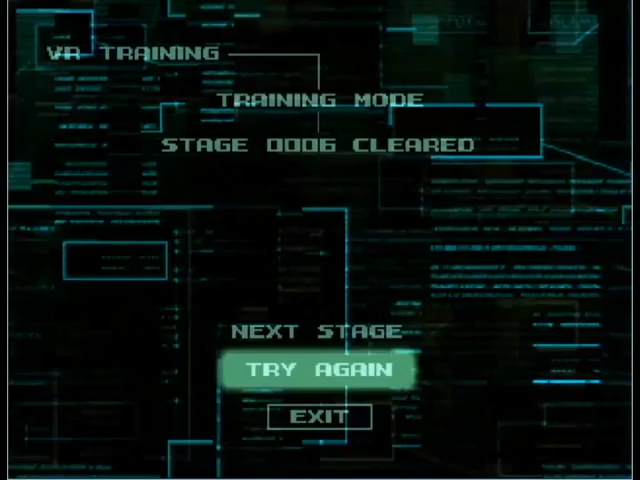 VR TRAINING
TRAINING MODE
STAGE 0006 CLEARED
NEXT STAGE
TRY AGAIN
EXIT